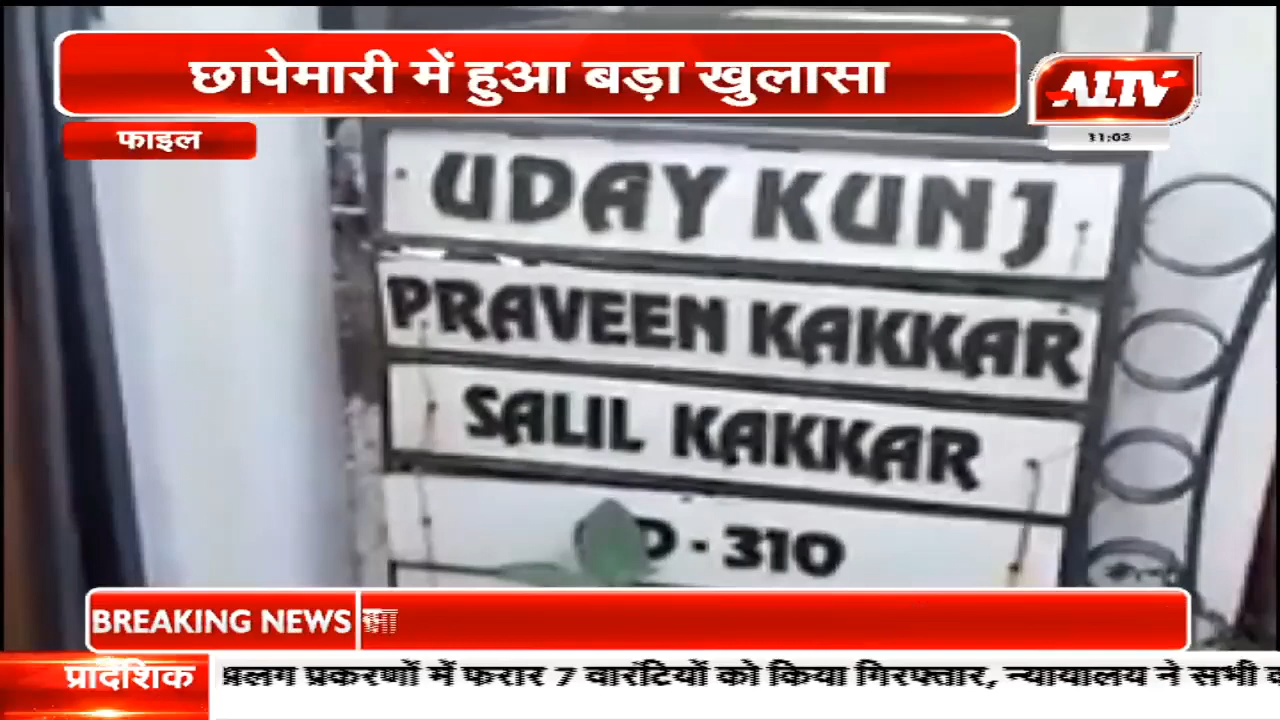 छापेमारी में हुआ बड़ा खुलासा
ALTV
11:03
फाइल
UDAY KUNJ
PRAVEEN KAKKAR
SALIL KAKKAR
D - 310
BREAKING NEWS
प्रादेशिक प्रकरणों में फरार 7 वारंटियों को किया गिरफ्तार, न्यायालय ने सभी